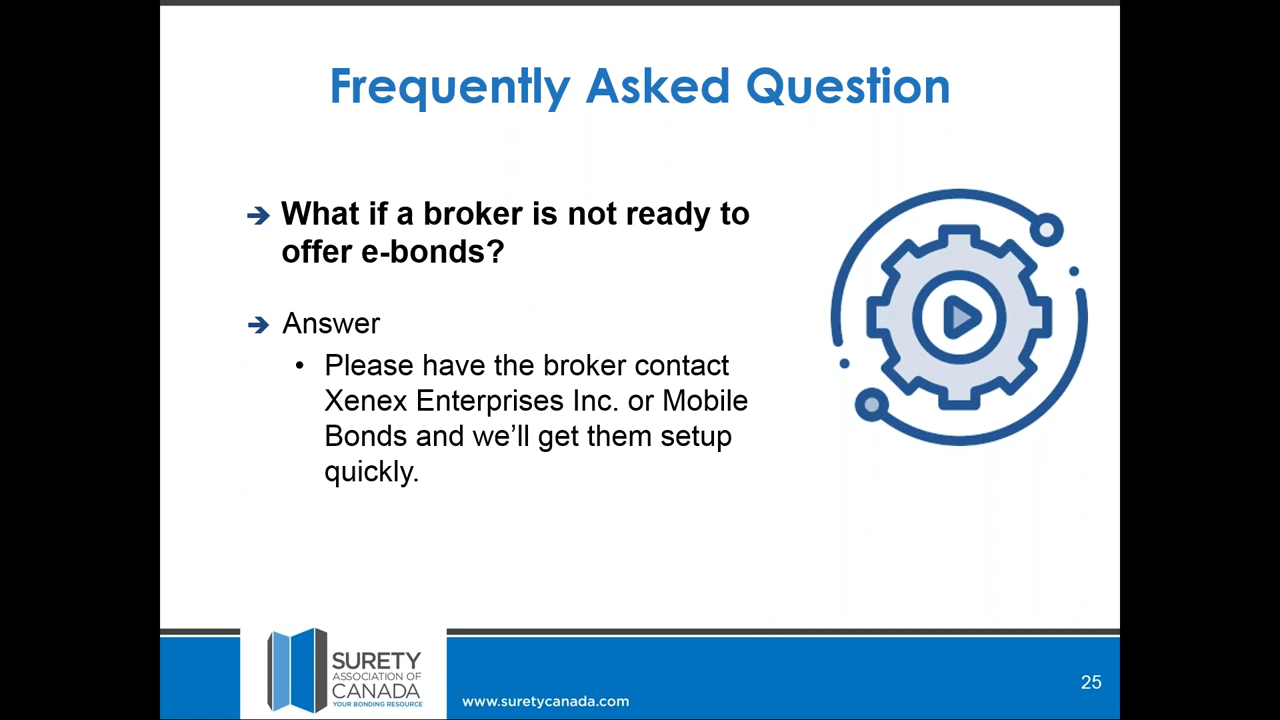 Frequently Asked Question
What if a broker is not ready to
offer e-bonds?
Answer
• Please have the broker contact
Xenex Enterprises Inc. or Mobile
Bonds and we’ll get them setup
quickly.
SURETY
ASSOCIATION OF
CANADA
YOUR BONDING RESOURCE
www.suretycanada.com
25